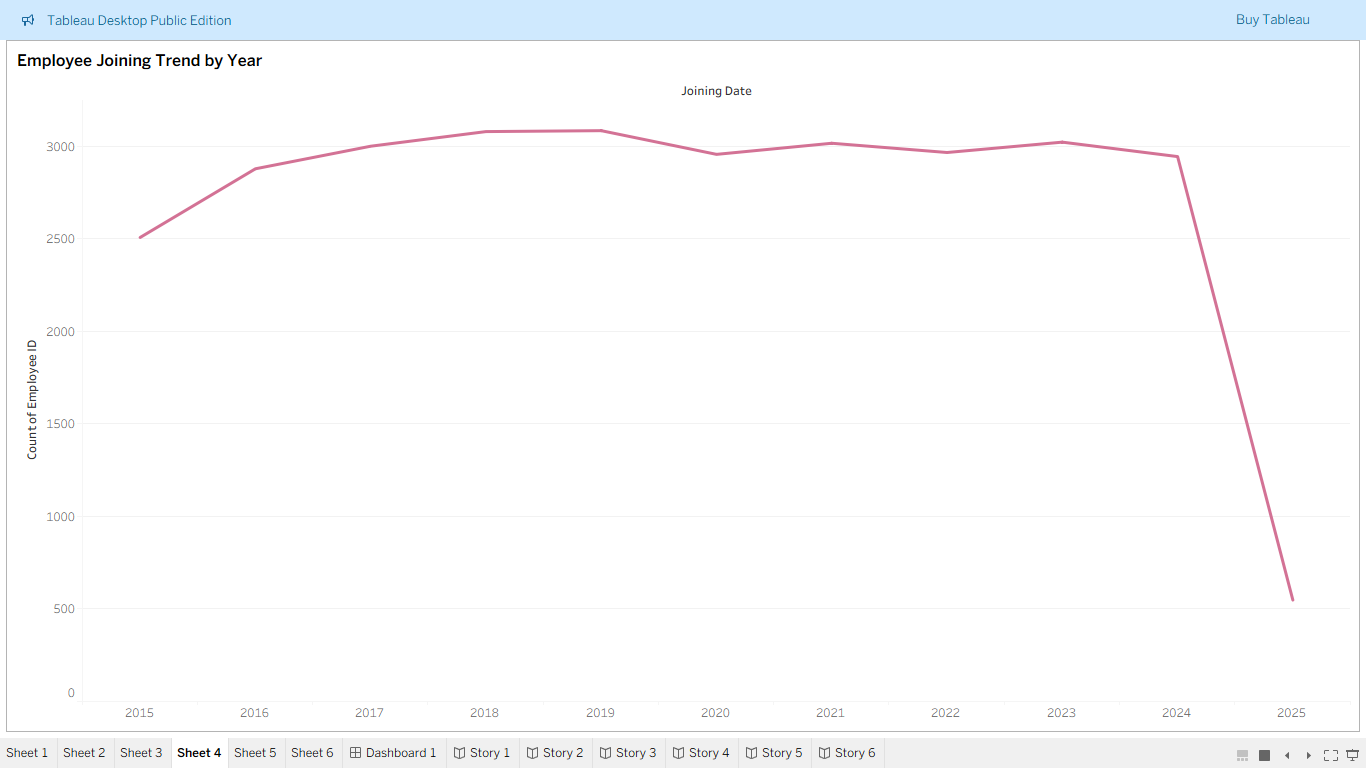 Tableau Desktop Public Edition
Buy Tableau
Employee Joining Trend by Year
Joining Date
Count of Employee ID
3000
2500
2000
1500
1000
500
0
2015 2016 2017 2018 2019 2020 2021 2022 2023 2024 2025
Sheet 1 Sheet 2 Sheet 3 Sheet 4 Sheet 5 Sheet 6 Dashboard 1 Story 1 Story 2 Story 3 Story 4 Story 5 Story 6